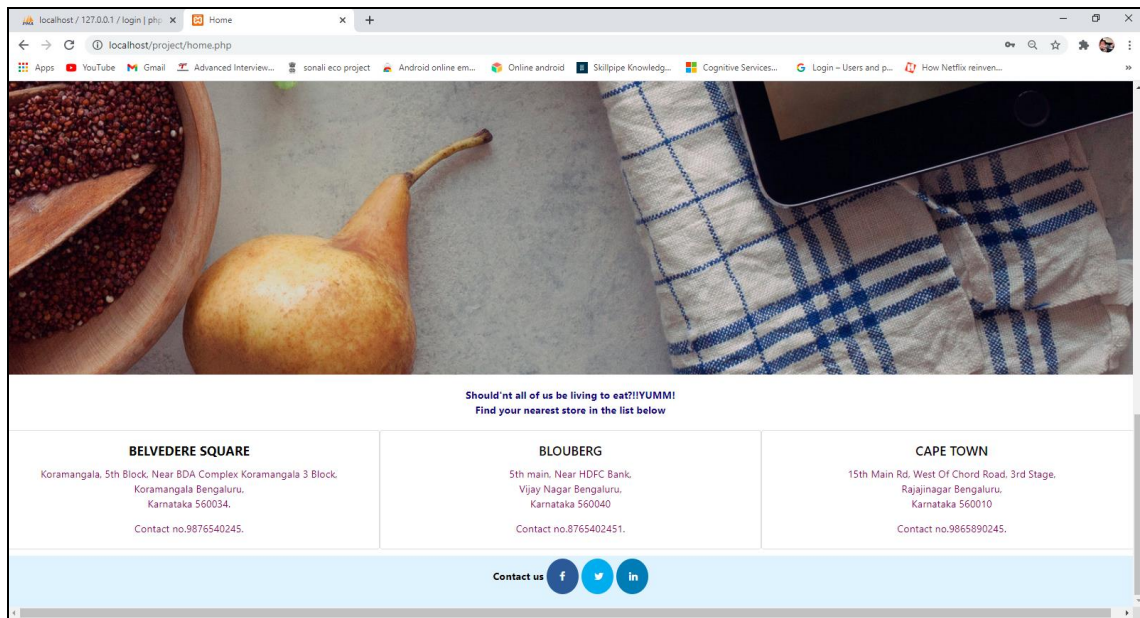 localhost / 127.0.0.1 / login | php
Home
localhost/project/home.php
Apps
YouTube
Gmail
Advanced Interview...
sonali eco project
Android online em...
Online android
Skillpipe Knowledg...
Cognitive Services...
Login – Users and p...
How Netflix reinven...
Should'nt all of us be living to eat?!!YUMM!
Find your nearest store in the list below
BELVEDERE SQUARE
Koramangala, 5th Block, Near BDA Complex Koramangala 3 Block,
Koramangala Bengaluru,
Karnataka 560034.
Contact no.9876540245.
BLOUBERG
5th main, Near HDFC Bank,
Vijay Nagar Bengaluru,
Karnataka 560040
Contact no.8765402451.
CAPE TOWN
15th Main Rd, West Of Chord Road, 3rd Stage,
Rajajinagar Bengaluru,
Karnataka 560010
Contact no.9865890245.
Contact us
f
in